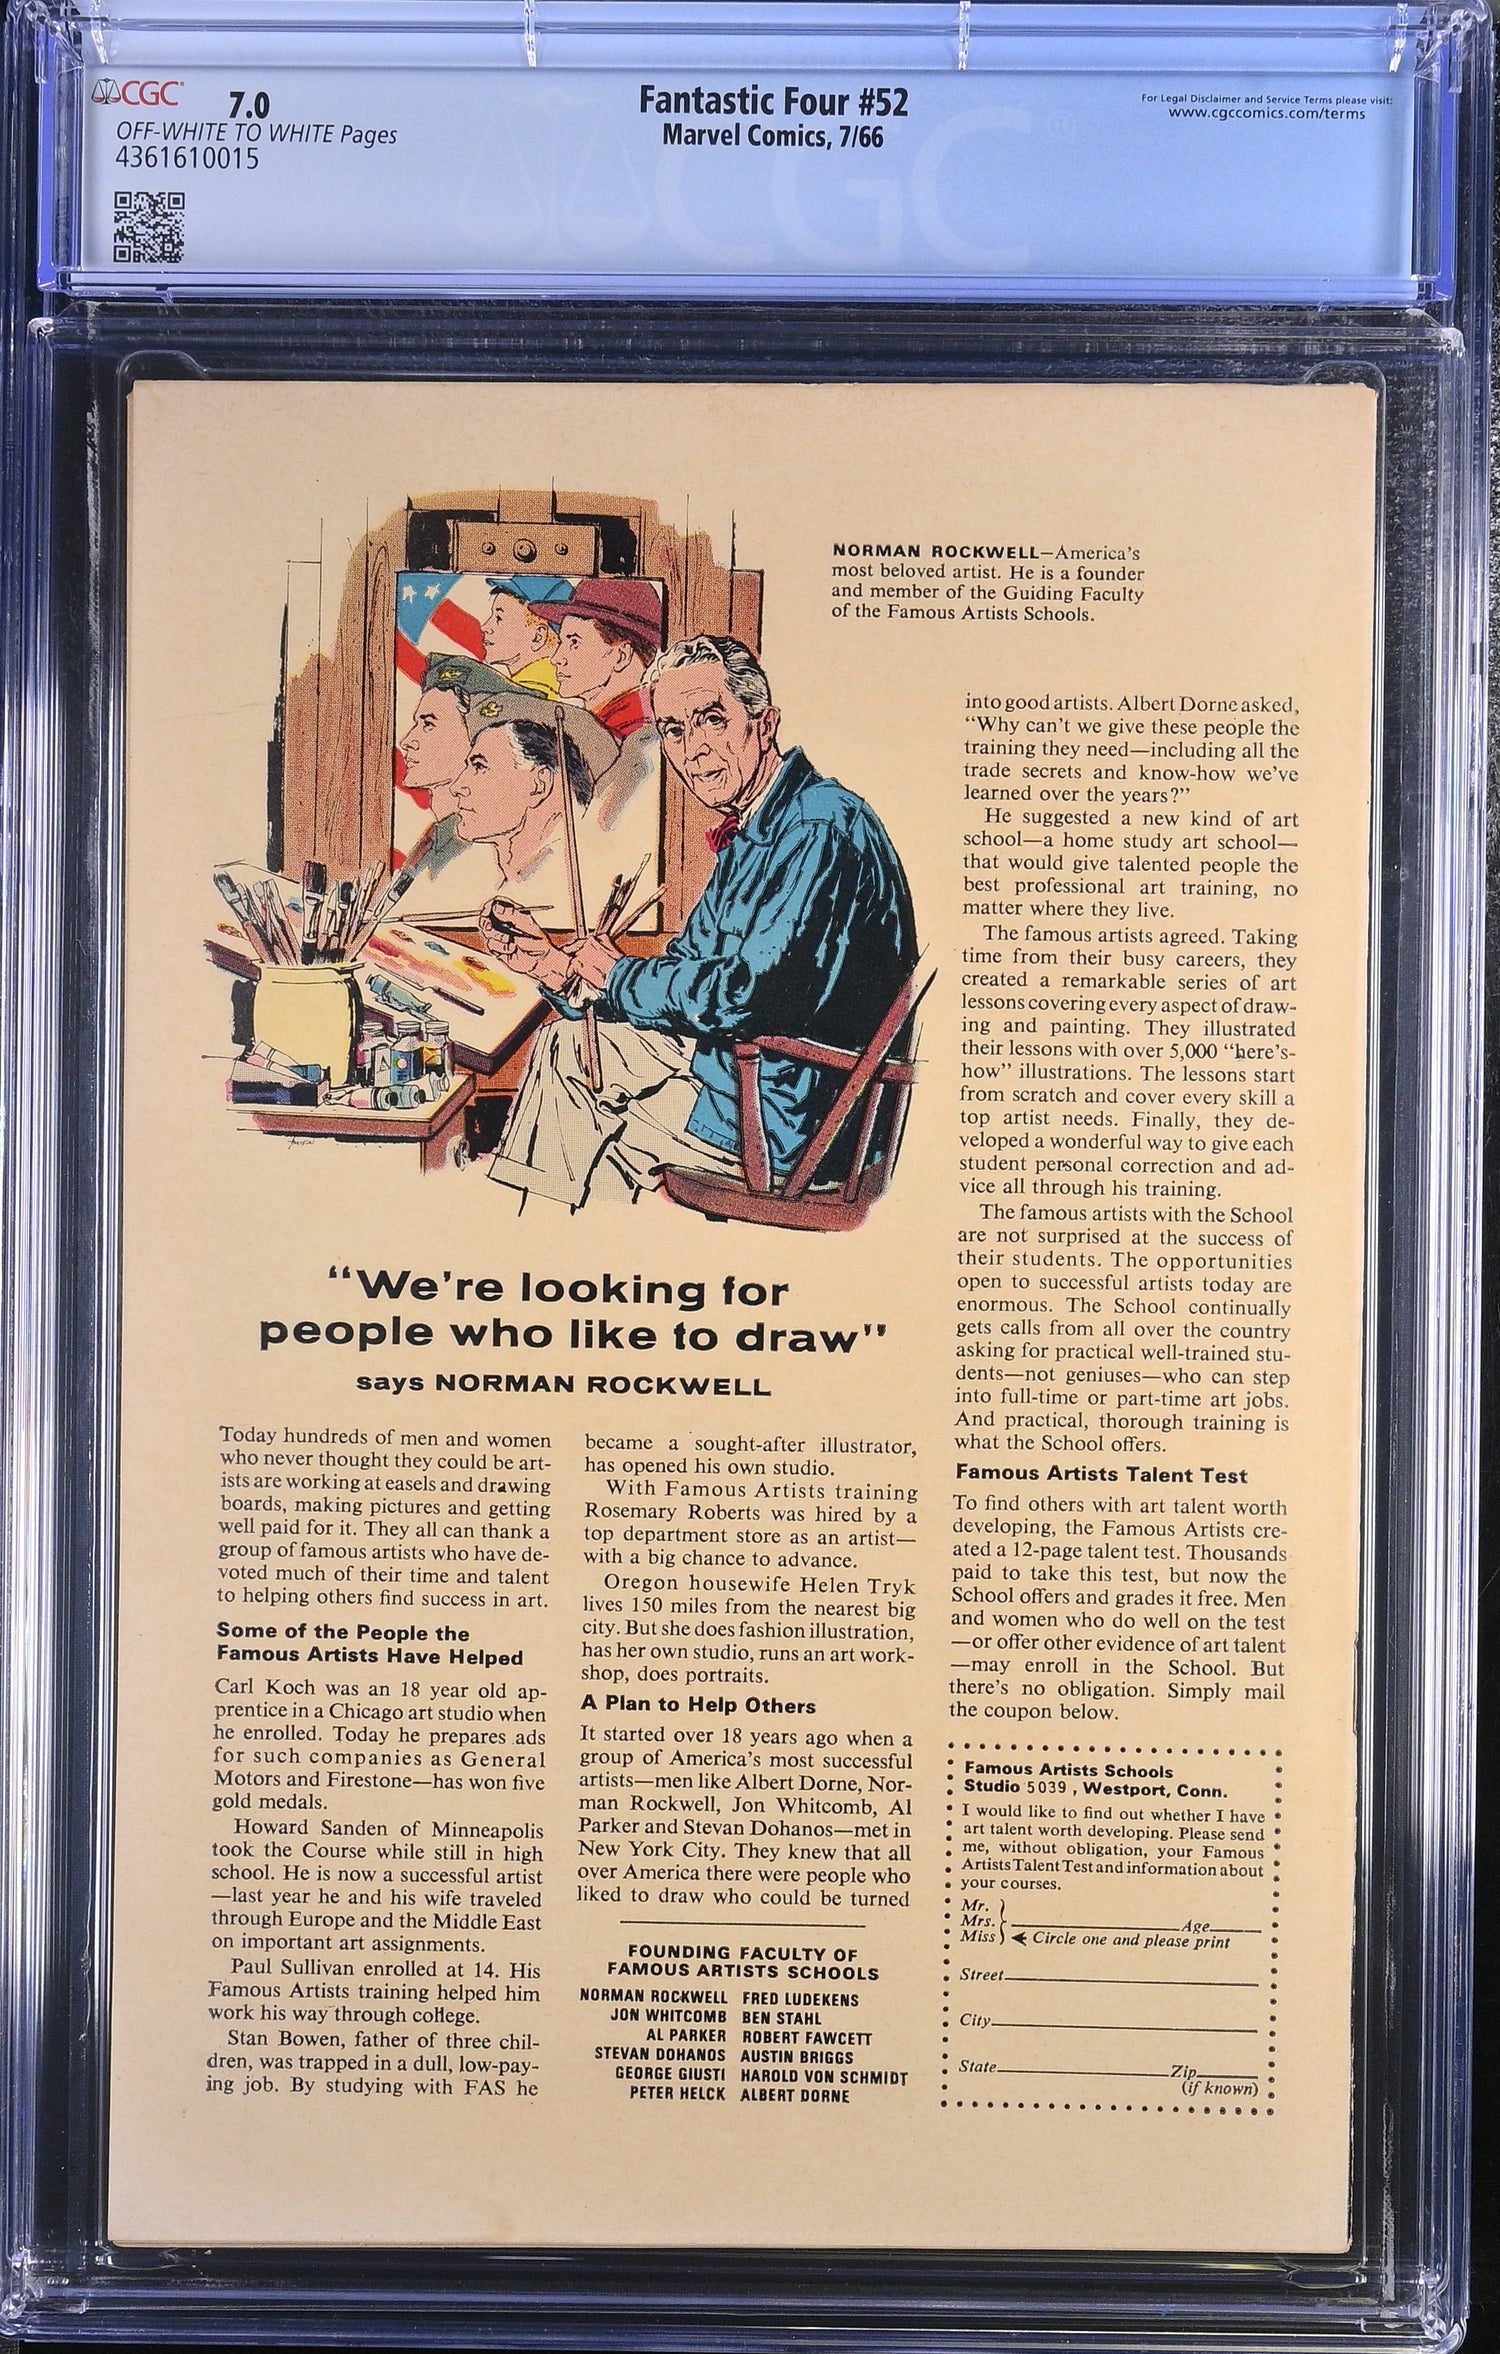 CGC
7.0
OFF-WHITE TO WHITE Pages
4361610015
Fantastic Four #52
Marvel Comics, 7/66
For Legal Disclaimer and Service Terms please visit:
www.cgccomics.com/terms
CGC
NORMAN ROCKWELL—America's
most beloved artist. He is a founder
and member of the Guiding Faculty
of the Famous Artists Schools.
"We're looking for
people who like to draw"
says NORMAN ROCKWELL
Today hundreds of men and women
who never thought they could be art-
ists are working at easels and drawing
boards, making pictures and getting
well paid for it. They all can thank a
group of famous artists who have de-
voted much of their time and talent
to helping others find success in art.
Some of the People the
Famous Artists Have Helped
Carl Koch was an 18 year old ap-
prentice in a Chicago art studio when
he enrolled. Today he prepares ads
for such companies as General
Motors and Firestone—has won five
gold medals.
Howard Sanden of Minneapolis
took the Course while still in high
school. He is now a successful artist
—last year he and his wife traveled
through Europe and the Middle East
on important art assignments.
Paul Sullivan enrolled at 14. His
Famous Artists training helped him
work his way through college.
Stan Bowen, father of three chil-
dren, was trapped in a dull, low-pay-
ing job. By studying with FAS he
became a sought-after illustrator,
has opened his own studio.
With Famous Artists training
Rosemary Roberts was hired by a
top department store as an artist—
with a big chance to advance.
Oregon housewife Helen Tryk
lives 150 miles from the nearest big
city. But she does fashion illustration,
has her own studio, runs an art work-
shop, does portraits.
A Plan to Help Others
It started over 18 years ago when a
group of America's most successful
artists—men like Albert Dorne, Nor-
man Rockwell, Jon Whitcomb, Al
Parker and Stevan Dohanos—met in
New York City. They knew that all
over America there were people who
liked to draw who could be turned
into good artists. Albert Dorne asked,
"Why can't we give these people the
training they need—including all the
trade secrets and know-how we've
learned over the years?"
He suggested a new kind of art
school—a home study art school—
that would give talented people the
best professional art training, no
matter where they live.
The famous artists agreed. Taking
time from their busy careers, they
created a remarkable series of art
lessons covering every aspect of draw-
ing and painting. They illustrated
their lessons with over 5,000 "here's-
how" illustrations. The lessons start
from scratch and cover every skill a
top artist needs. Finally, they de-
veloped a wonderful way to give each
student personal correction and ad-
vice all through his training.
The famous artists with the School
are not surprised at the success of
their students. The opportunities
open to successful artists today are
enormous. The School continually
gets calls from all over the country
asking for practical well-trained stu-
dents—not geniuses—who can step
into full-time or part-time art jobs.
And practical, thorough training is
what the School offers.
Famous Artists Talent Test
To find others with art talent worth
developing, the Famous Artists cre-
ated a 12-page talent test. Thousands
paid to take this test, but now the
School offers and grades it free. Men
and women who do well on the test
—or offer other evidence of art talent
—may enroll in the School. But
there's no obligation. Simply mail
the coupon below.
FOUNDING FACULTY OF
FAMOUS ARTISTS SCHOOLS
NORMAN ROCKWELL FRED LUDEKENS
JON WHITCOMB BEN STAHL
AL PARKER ROBERT FAWCETT
STEVAN DOHANOS AUSTIN BRIGGS
GEORGE GIUSTI HAROLD VON SCHMIDT
PETER HELCK ALBERT DORNE
Famous Artists Schools
Studio 5039, Westport, Conn.
I would like to find out whether I have
art talent worth developing. Please send
me, without obligation, your Famous
Artists Talent Test and information about
your courses.
Mr.
Mrs. Age
Miss Circle one and please print
Street
City
State Zip
(if known)